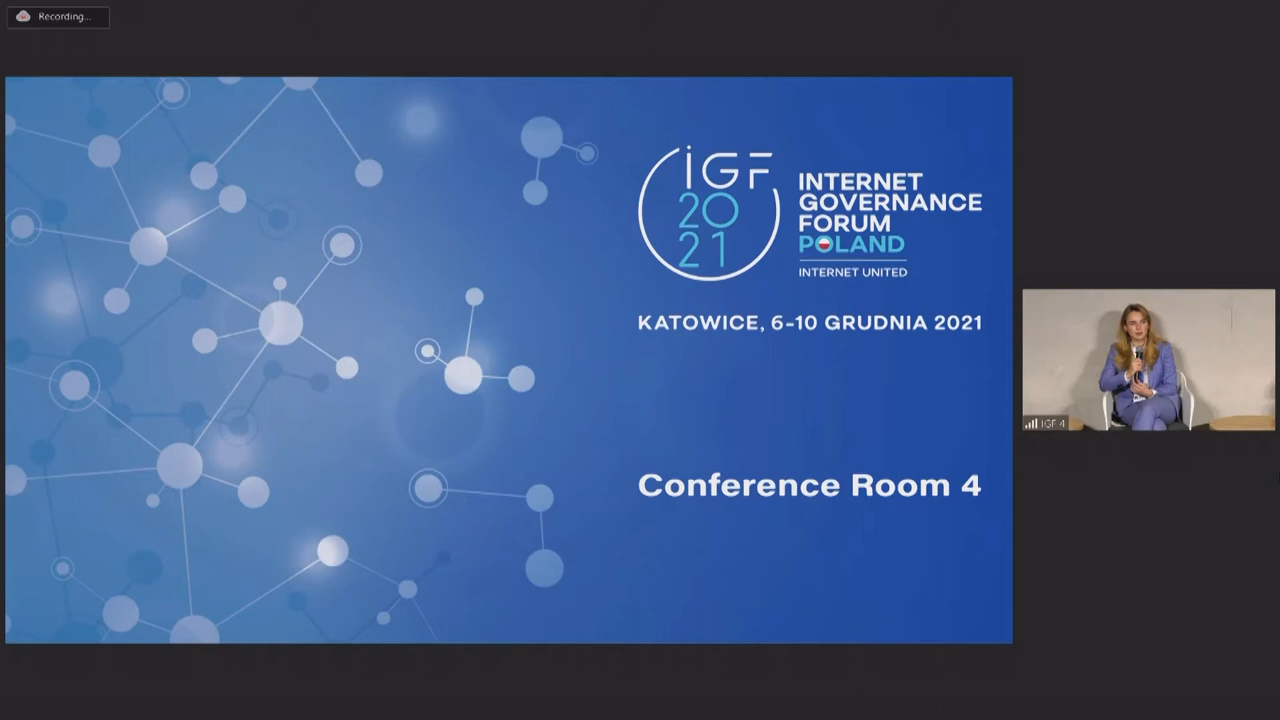 Recording...
iGF
20
21
INTERNET
GOVERNANCE
FORUM
POLAND
INTERNET UNITED
KATOWICE, 6-10 GRUDNIA 2021
Conference Room 4
IGF 4